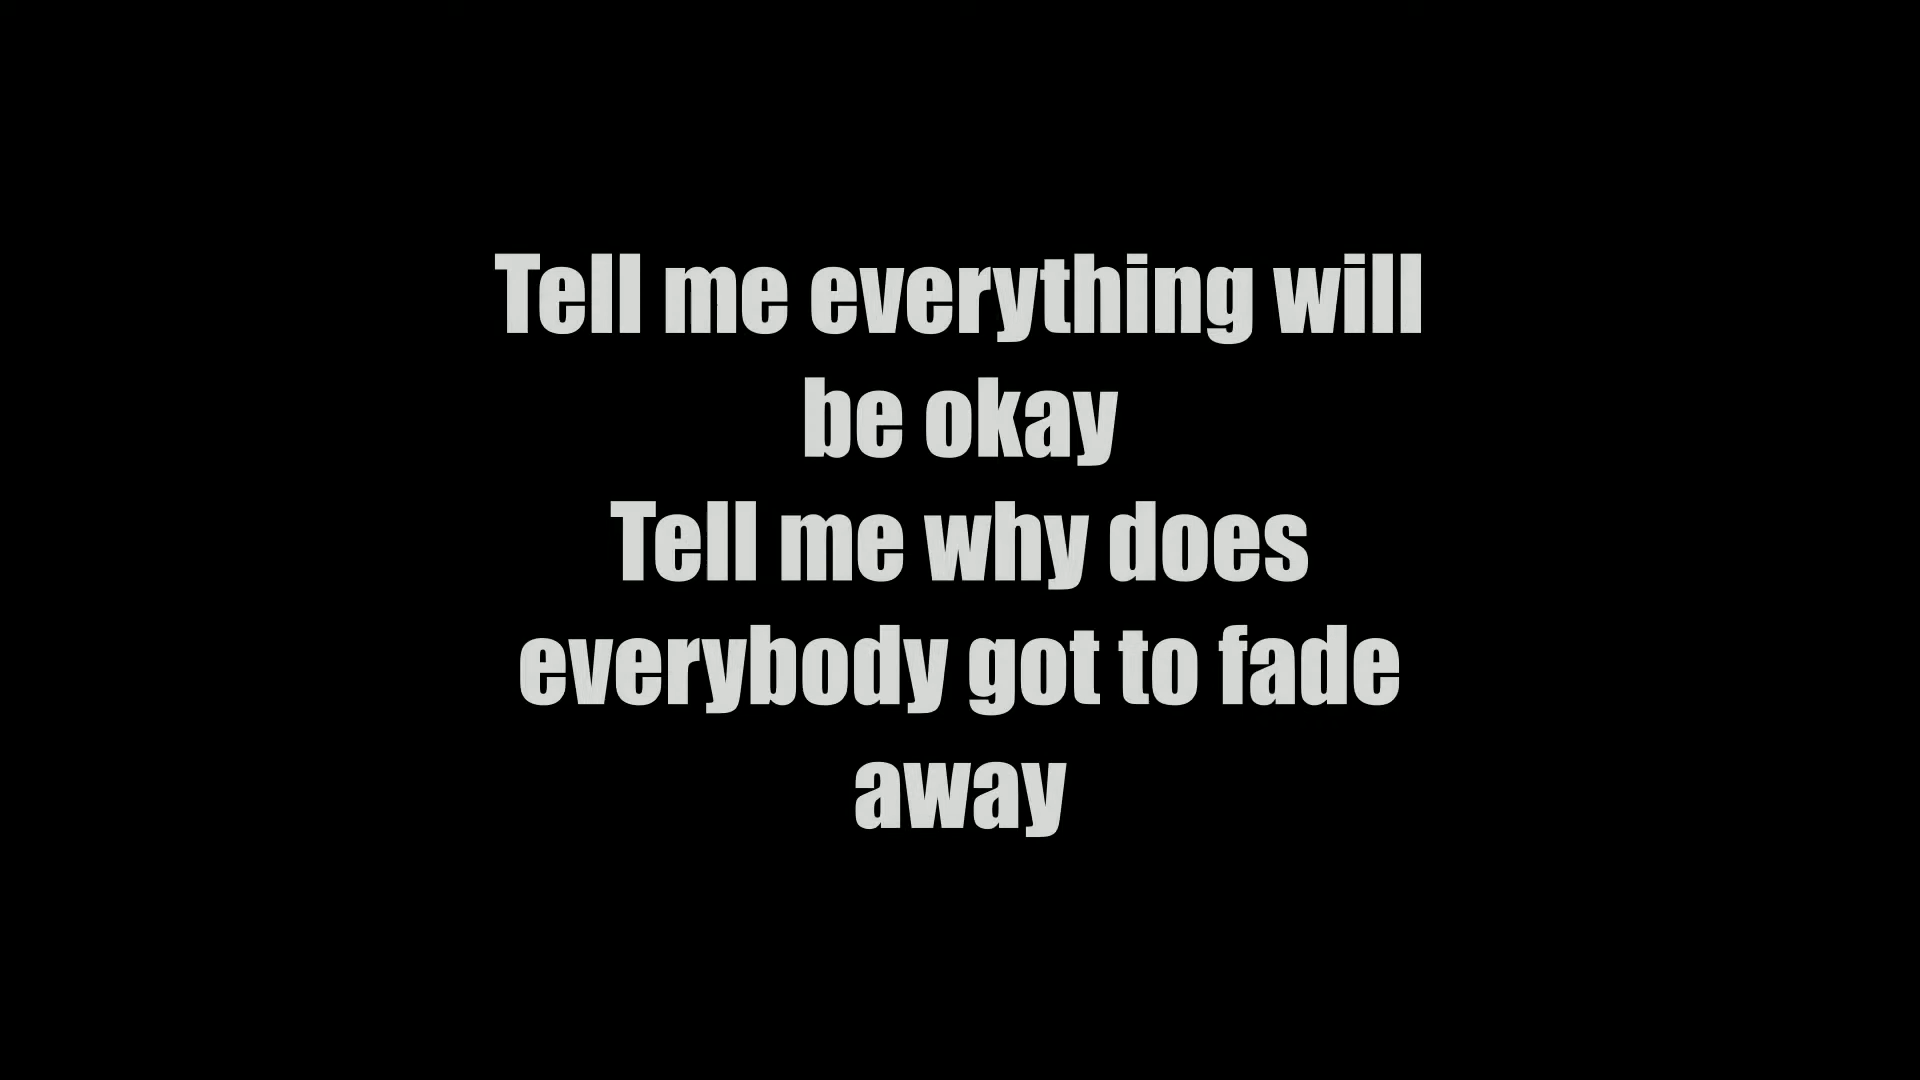 Tell me everything will
be okay
Tell me why does
everybody got to fade
away